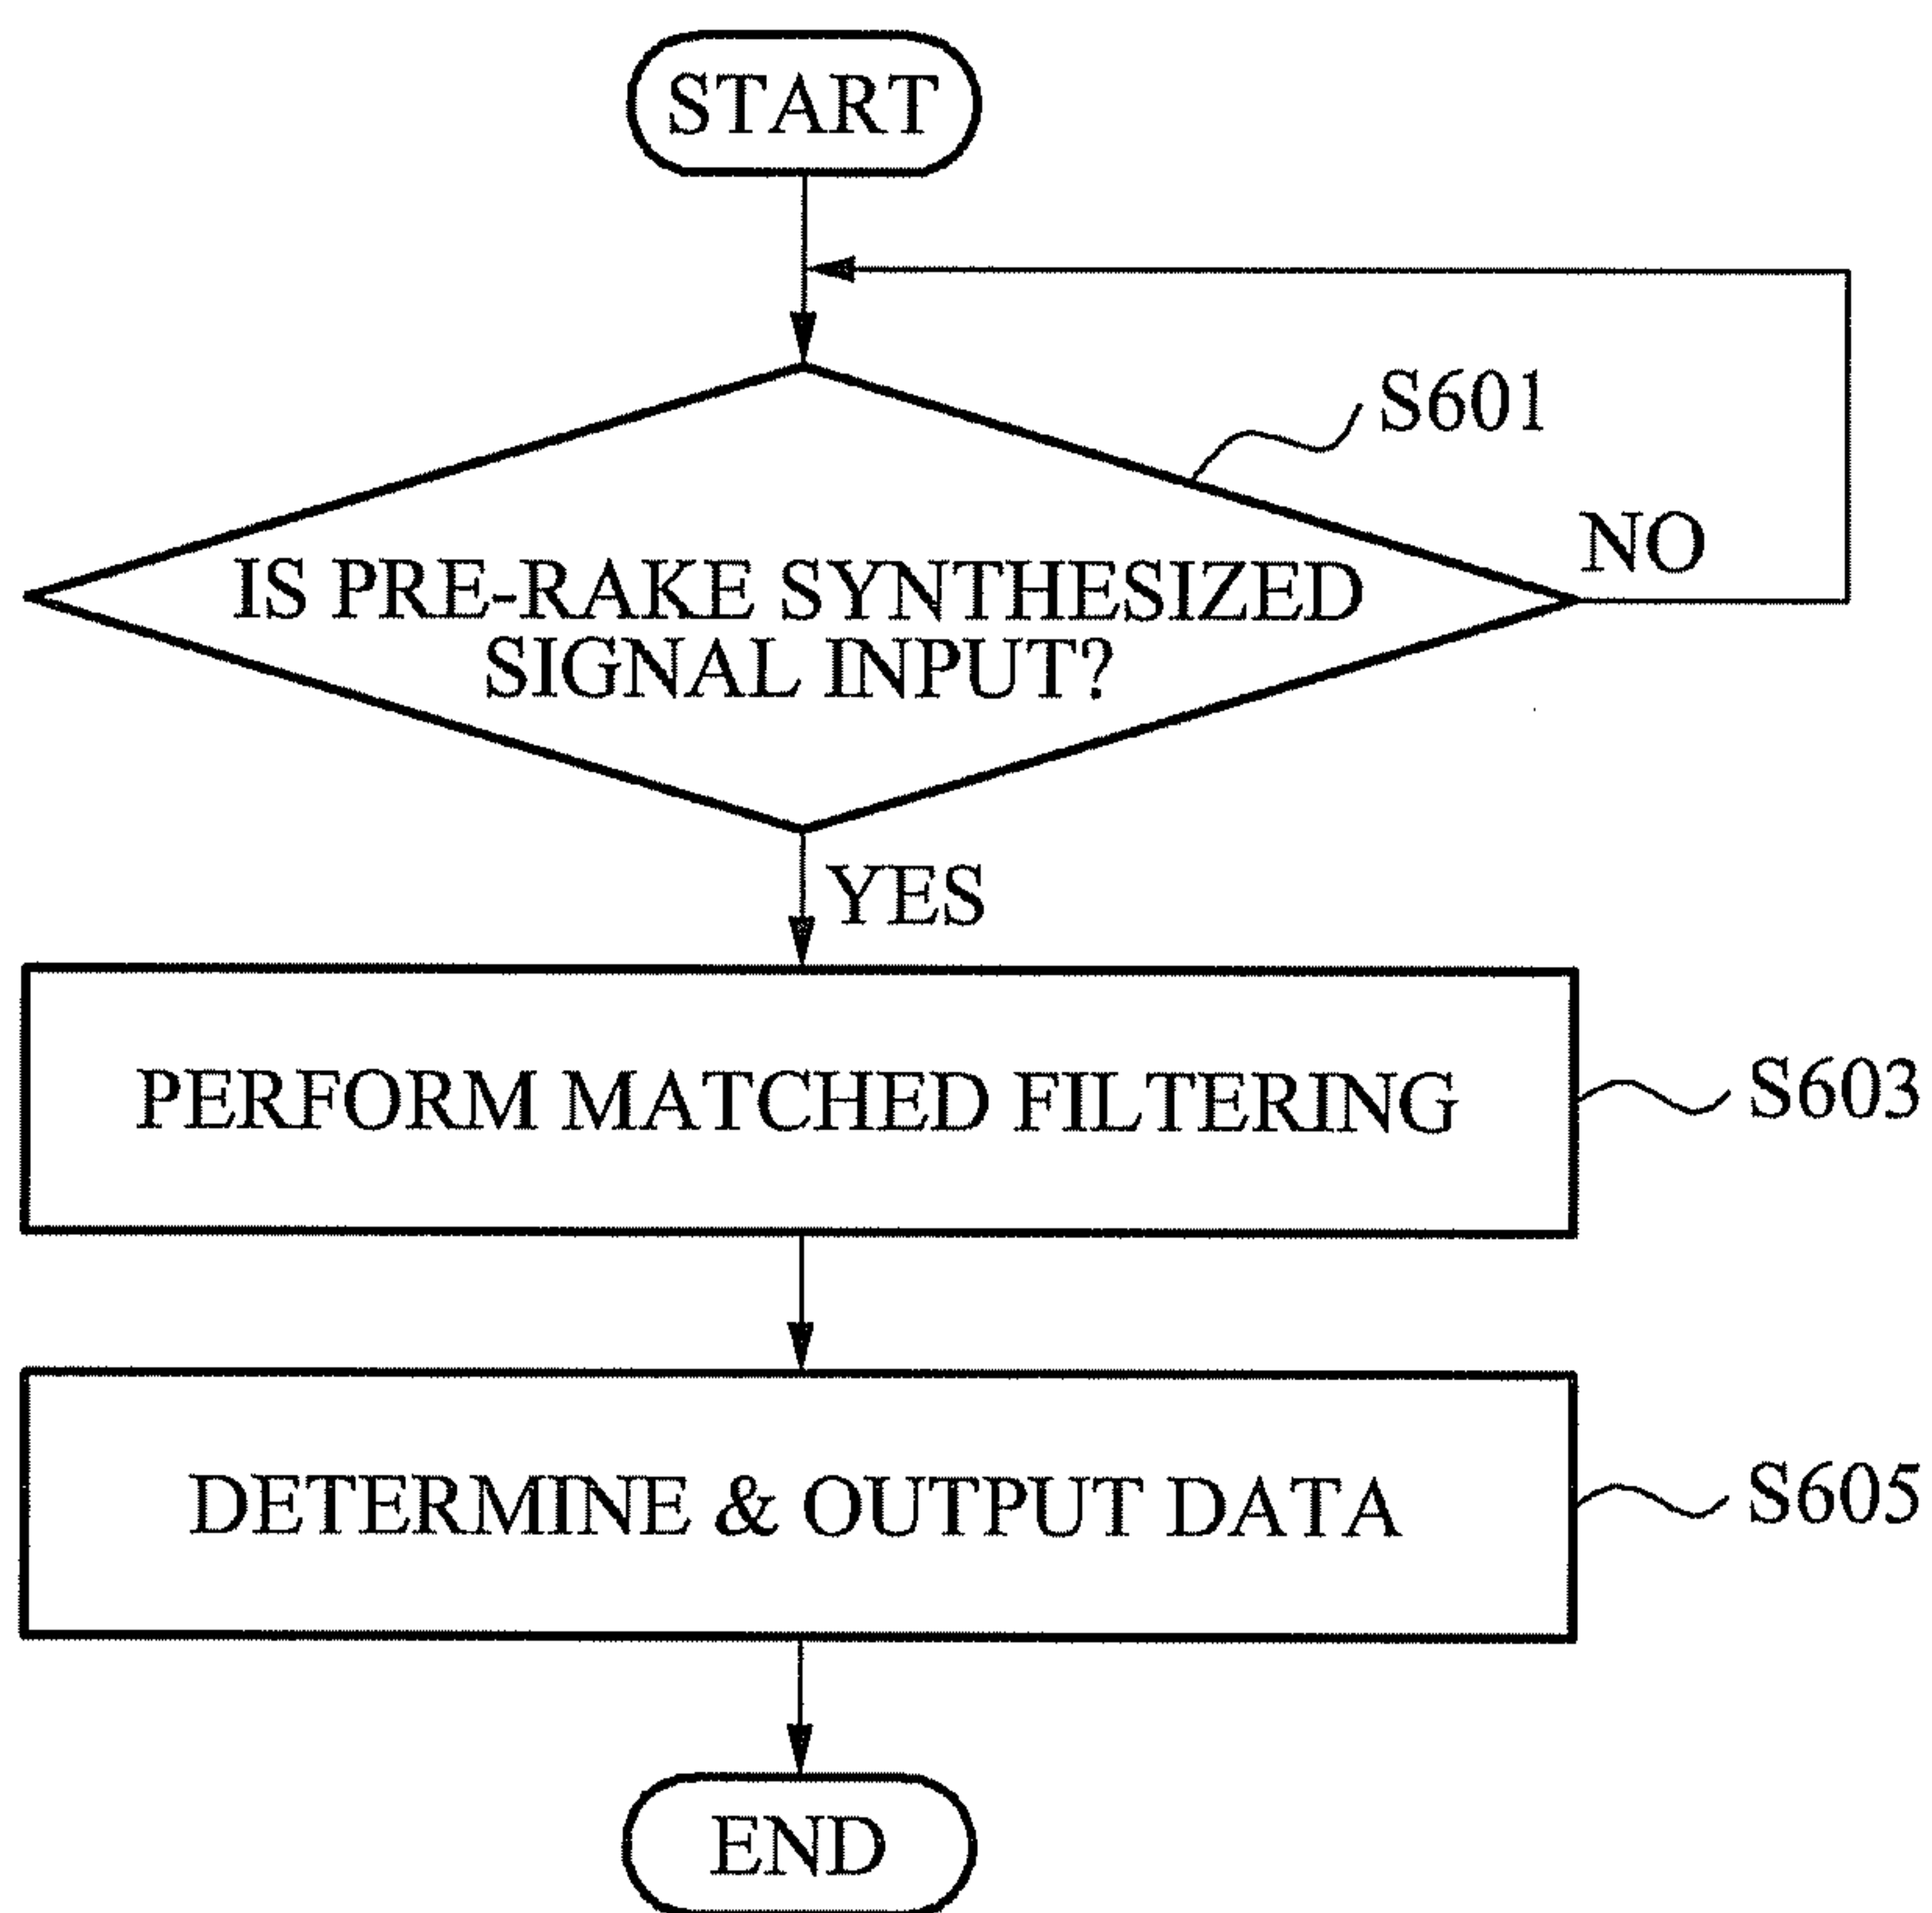 START
S601
NO
IS PRE-RAKE SYNTHESIZED
SIGNAL INPUT?
YES
PERFORM MATCHED FILTERING
S603
DETERMINE & OUTPUT DATA
S605
END